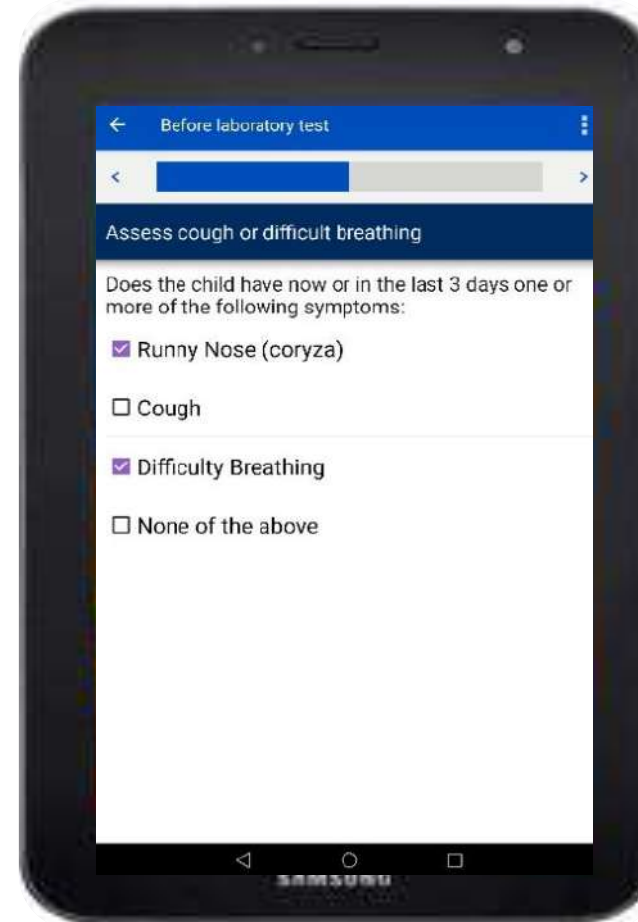 Before laboratory test
Assess cough or difficult breathing
Does the child have now or in the last 3 days one or
more of the following symptoms:
Runny Nose (coryza)
Cough
Difficulty Breathing
None of the above
SAMSUNG